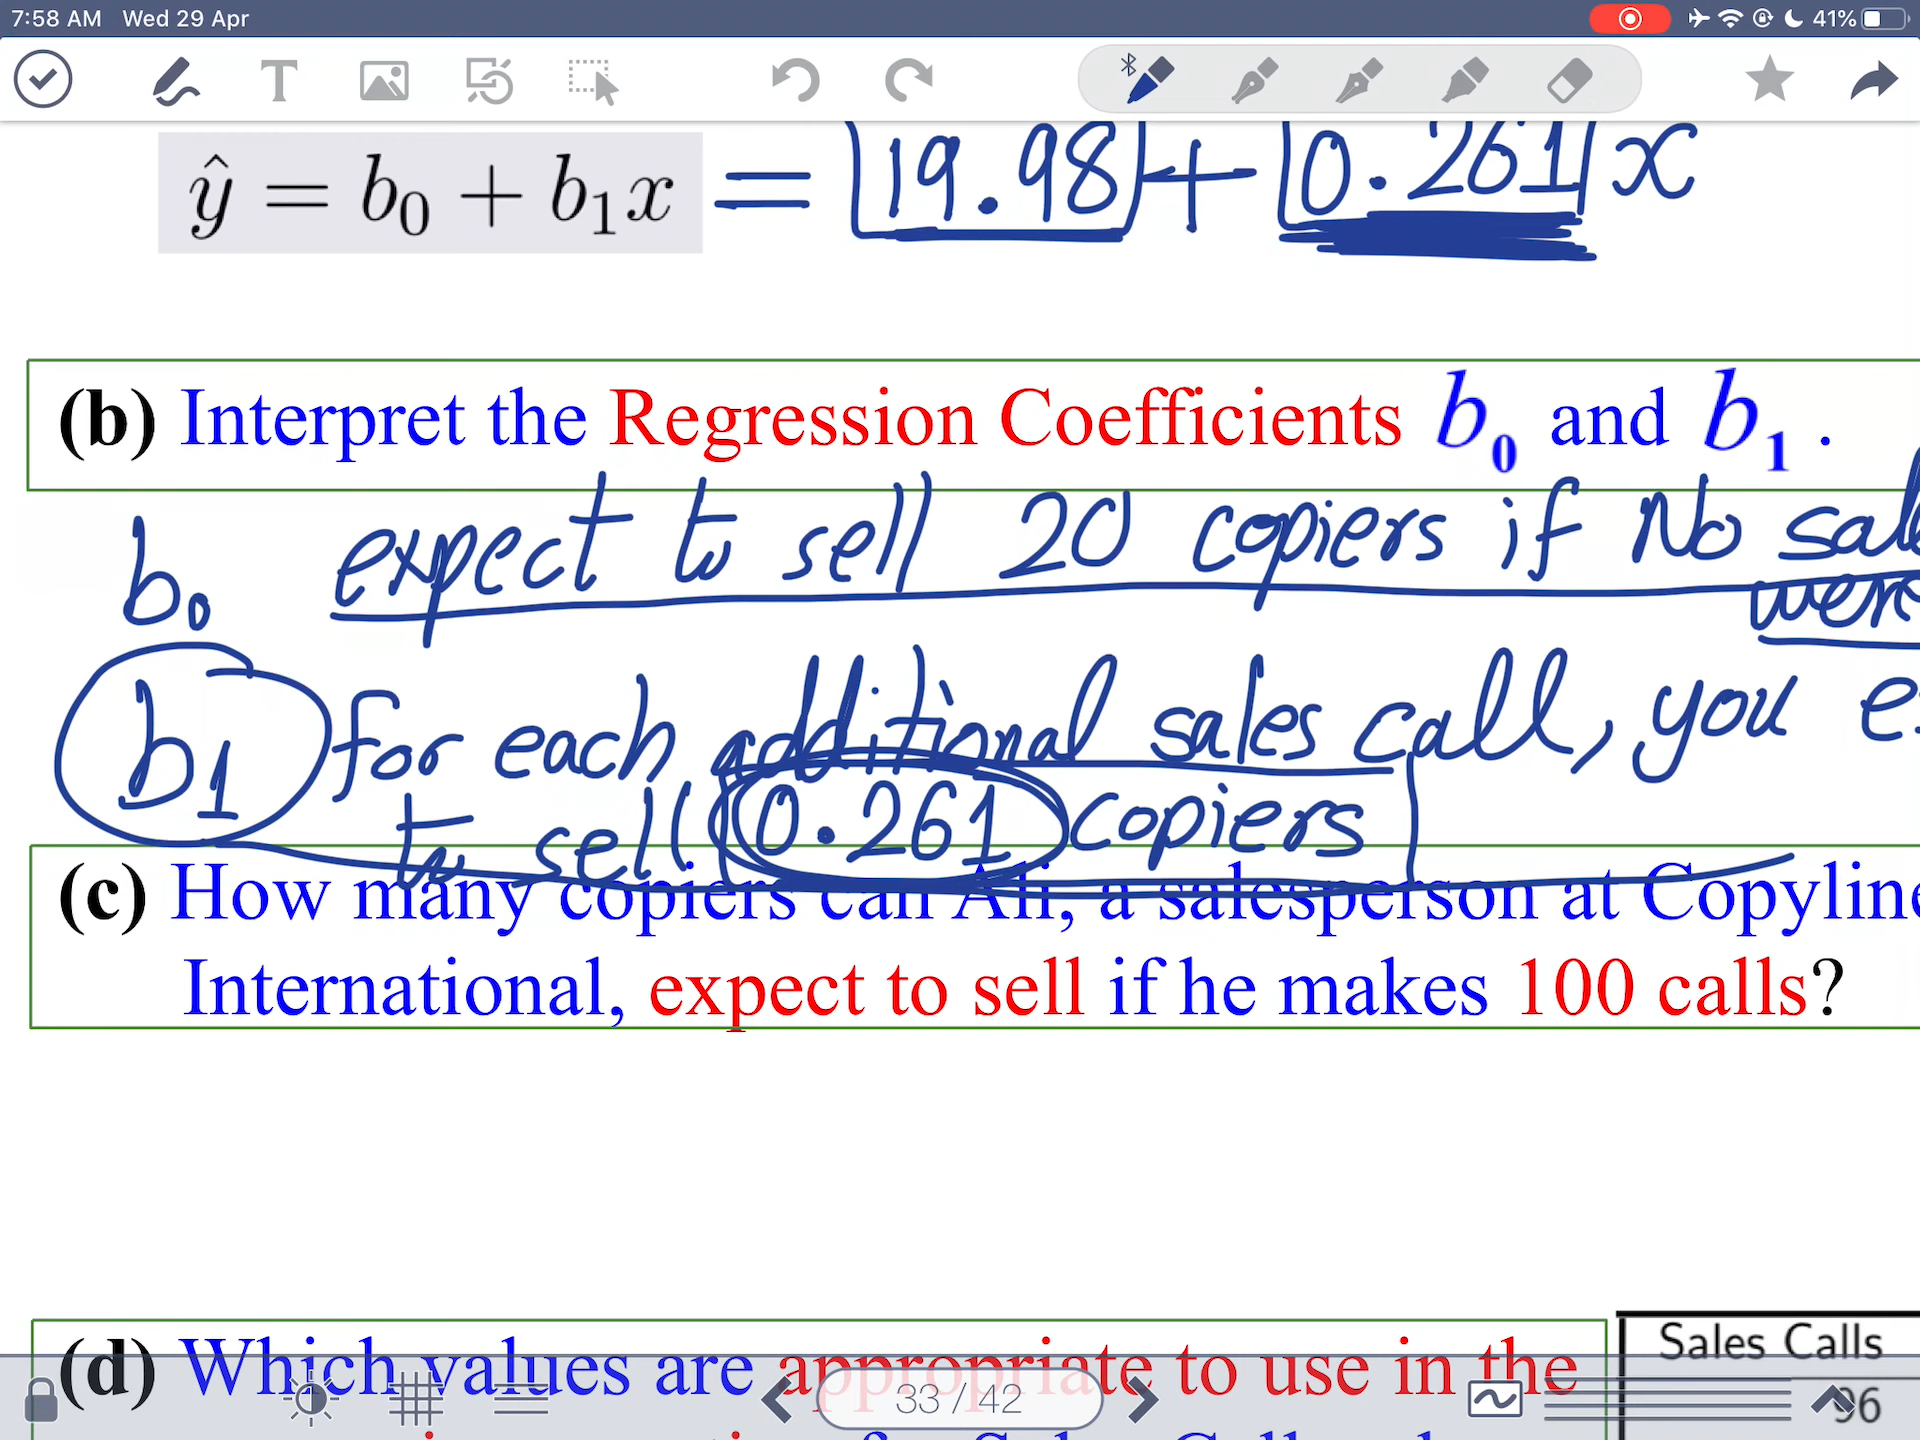 7:58 AM Wed 29 Apr 41%
T
ŷ = b₀ + b₁x = 19.98 + 0.261 x
(b) Interpret the Regression Coefficients b₀ and b₁ .
b₀ expect to sell 20 copiers if No
b₁ for each additional sales call, you
to sell 0.261 copiers
(c) How many copiers can Ali, a salesperson at
International, expect to sell if he makes 100 calls?
(d) Which values are appropriate to use in the
Sales Calls
96
33 / 42